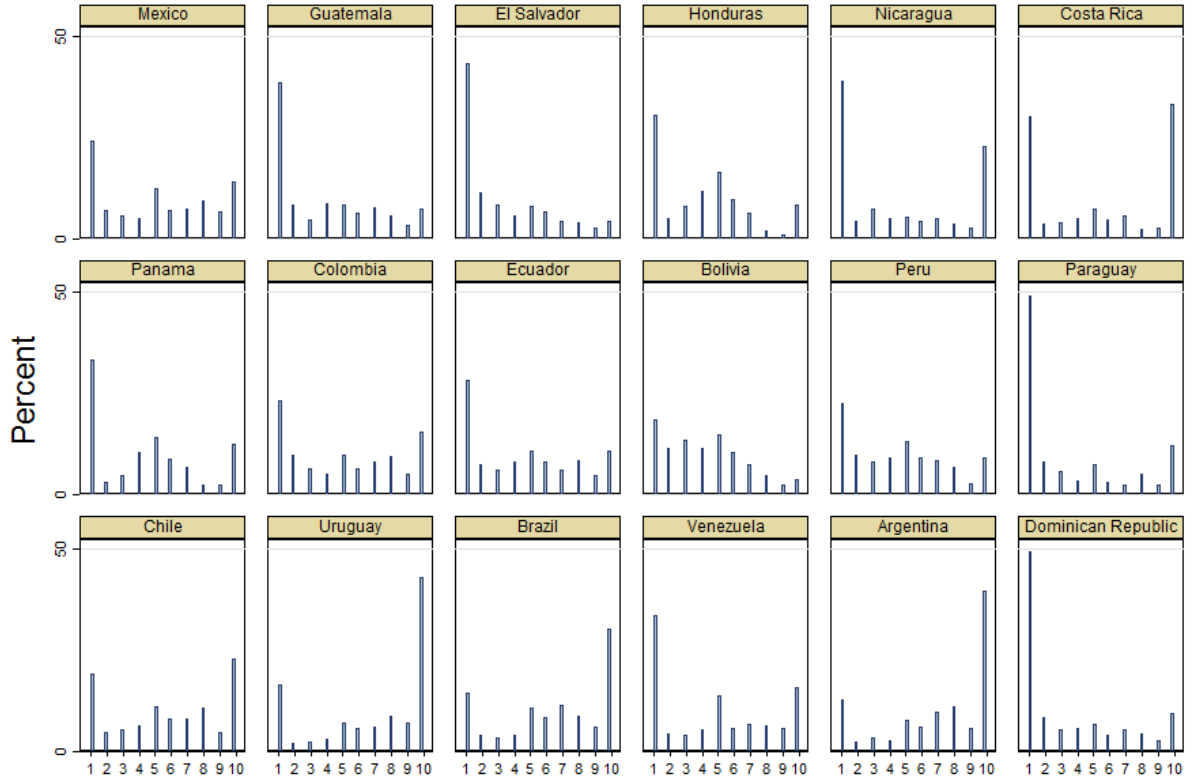 Mexico Guatemala El Salvador Honduras Nicaragua Costa Rica
50
0
Panama Colombia Ecuador Bolivia Peru Paraguay
50
0
Percent
Chile Uruguay Brazil Venezuela Argentina Dominican Republic
50
0
1 2 3 4 5 6 7 8 9 10 1 2 3 4 5 6 7 8 9 10 1 2 3 4 5 6 7 8 9 10 1 2 3 4 5 6 7 8 9 10 1 2 3 4 5 6 7 8 9 10 1 2 3 4 5 6 7 8 9 10